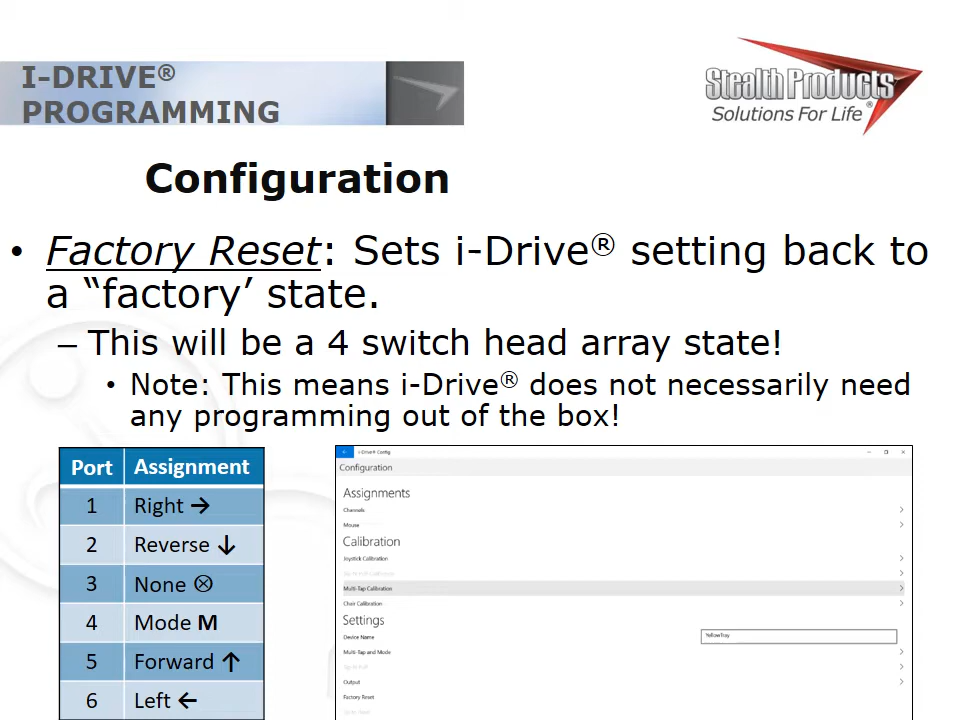 I-DRIVE®
PROGRAMMING
Stealth Products®
Solutions For Life
Configuration
• Factory Reset: Sets i-Drive® setting back to
a “factory’ state.
– This will be a 4 switch head array state!
• Note: This means i-Drive® does not necessarily need
any programming out of the box!
Port Assignment
1 Right →
2 Reverse ↓
3 None ⊗
4 Mode M
5 Forward ↑
6 Left ←
i-Drive® Config
Configuration
Assignments
Channels
Mouse
Calibration
Joystick Calibration
Multi-Tap Calibration
Chair Calibration
Settings
Device Name YellowTray
Multi-Tap and Mode
Output
Factory Reset